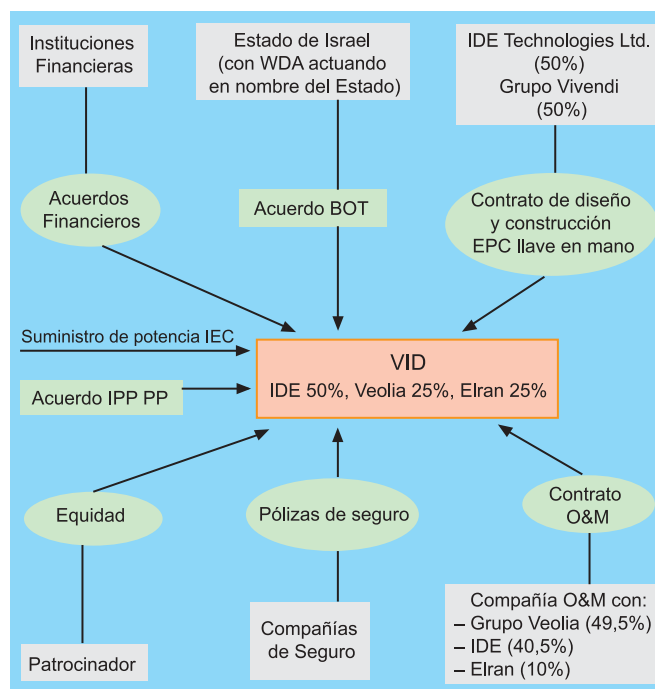 Instituciones
Financieras
Estado de Israel
(con WDA actuando
en nombre del Estado)
IDE Technologies Ltd.
(50%)
Grupo Vivendi
(50%)
Acuerdos
Financieros
Acuerdo BOT
Contrato de diseño
y construcción
EPC llave en mano
Suministro de potencia IEC
VID
IDE 50%, Veolia 25%, Elran 25%
Acuerdo IPP PP
Equidad
Pólizas de seguro
Contrato
O&M
Patrocinador
Compañías
de Seguro
Compañía O&M con:
– Grupo Veolia (49,5%)
– IDE (40,5%)
– Elran (10%)